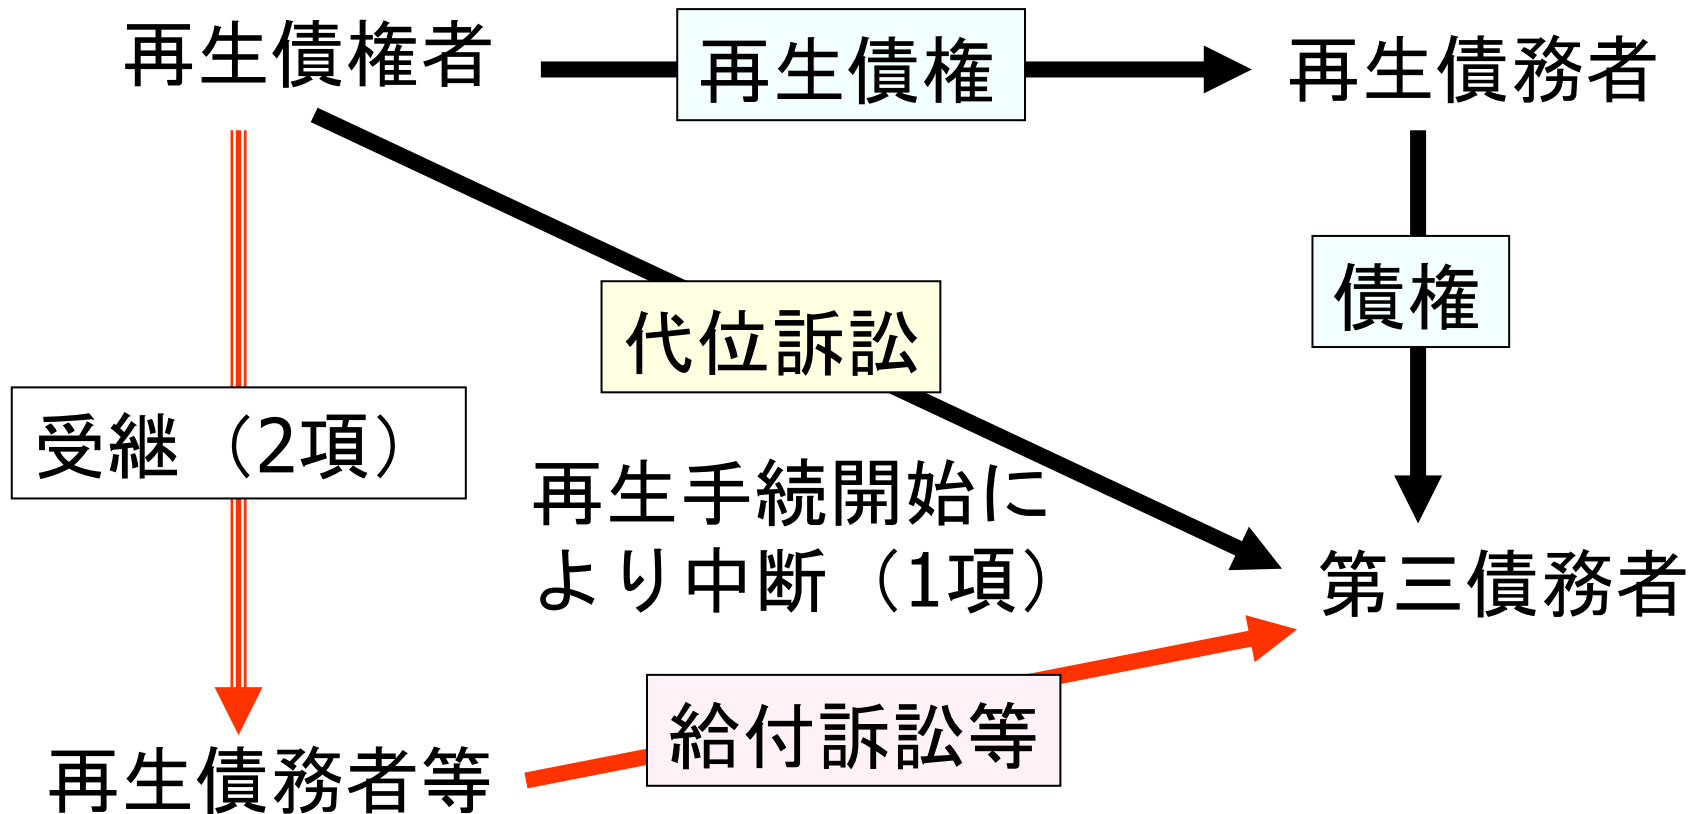 再生債権者
再生債権
再生債務者
債権
代位訴訟
受継（2項）
再生手続開始に
より中断（1項）
第三債務者
給付訴訟等
再生債務者等